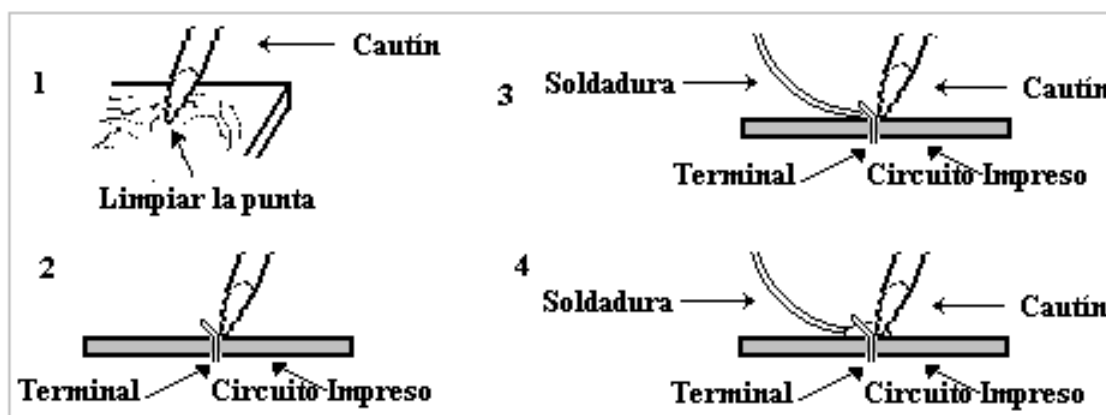 1
Cautín
Limpiar la punta
2
Terminal
Circuito Impreso
3
Soldadura
Cautín
Terminal
Circuito Impreso
4
Soldadura
Cautín
Terminal
Circuito Impreso